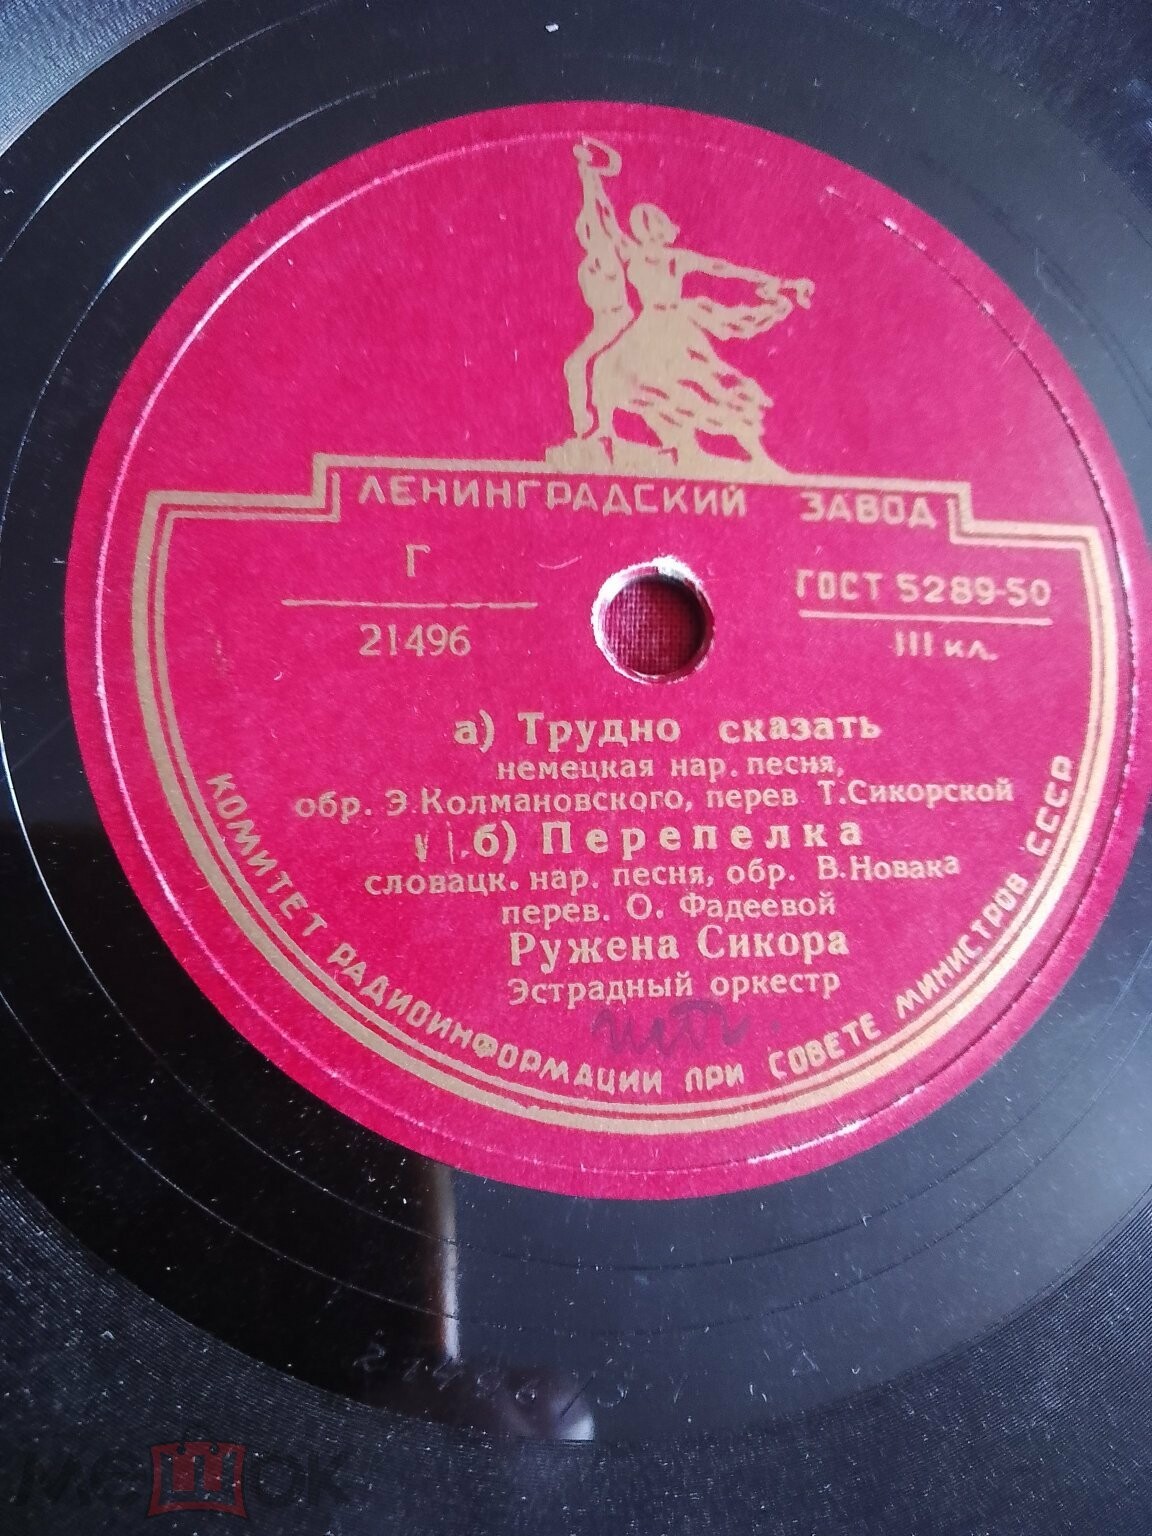 ЛЕНИНГРАДСКИЙ ЗАВОД
Г
21496
ГОСТ 5289-50
III кл.
а) Трудно сказать
немецкая нар. песня,
обр. Э.Колмановского, перев. Т.Сикорской
б) Перепелка
словацк. нар. песня, обр. В.Новака
перев. О. Фадеевой
Ружена Сикора
Эстрадный оркестр
КОМИТЕТ РАДИОИНФОРМАЦИИ ПРИ СОВЕТЕ МИНИСТРОВ СССР
мешок